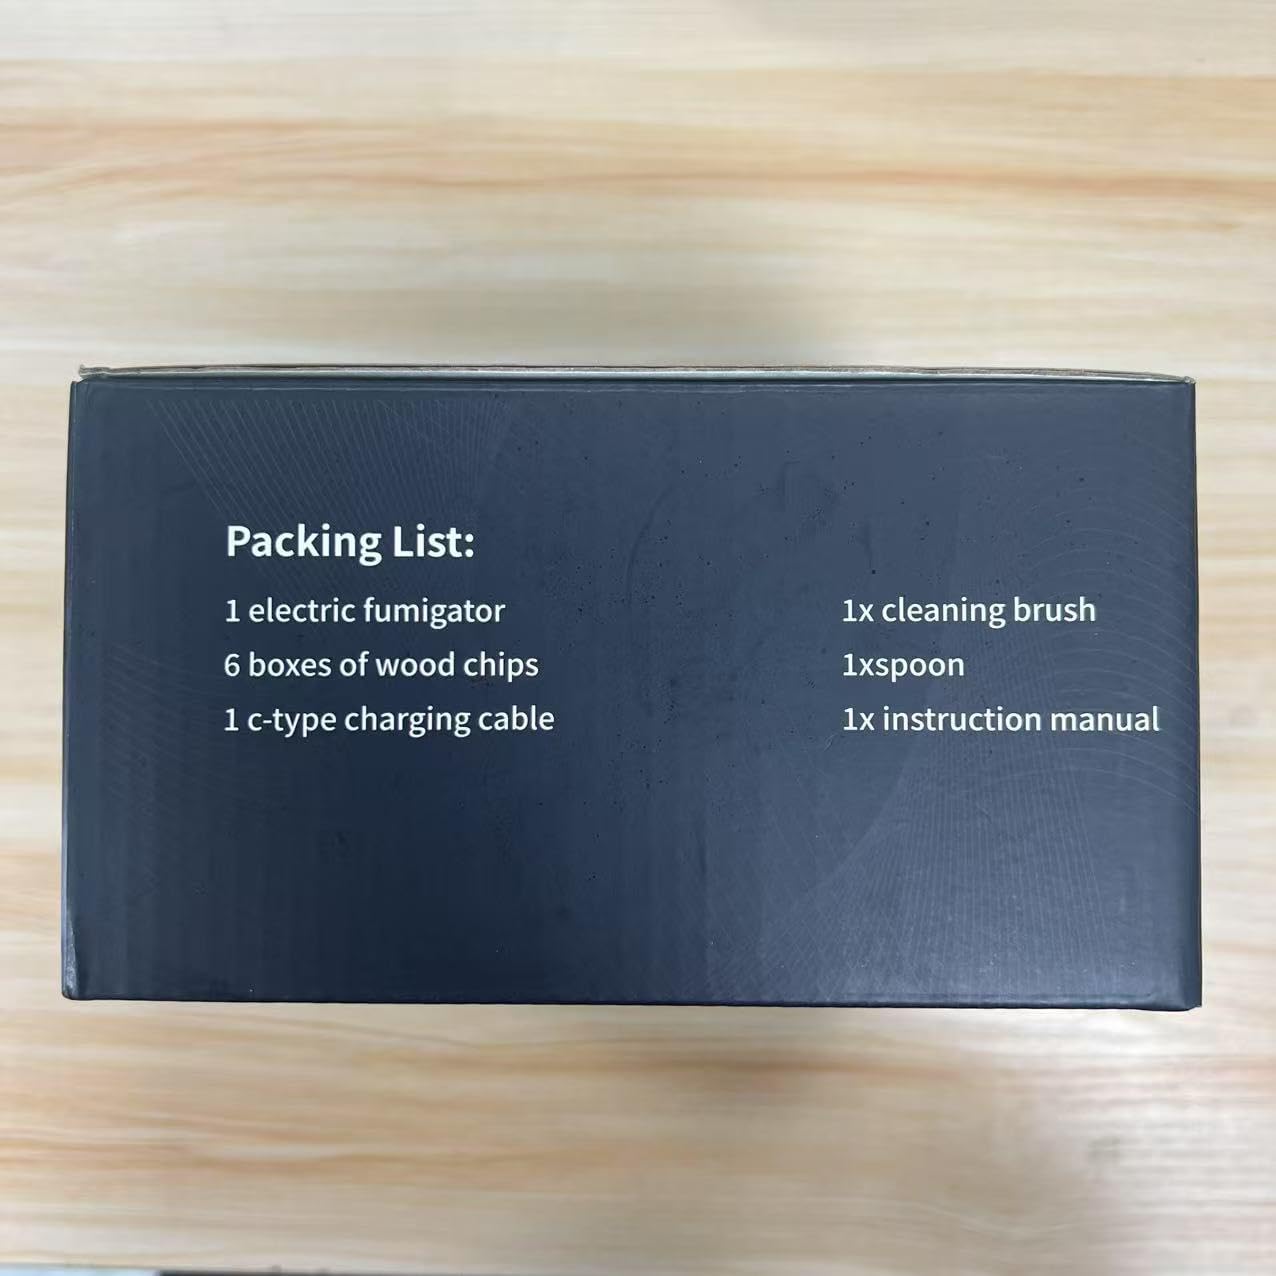 Packing List:
1 electric fumigator
6 boxes of wood chips
1 c-type charging cable
1x cleaning brush
1xspoon
1x instruction manual